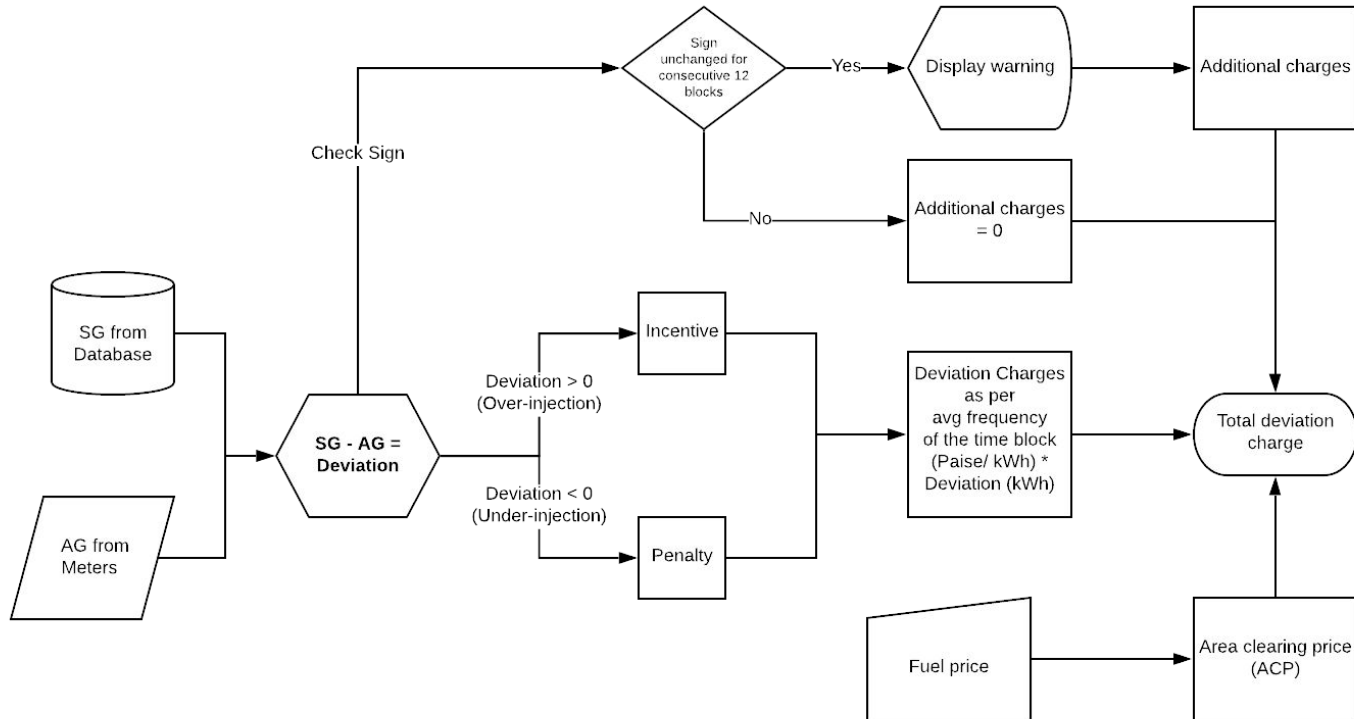 Sign
unchanged for
consecutive 12
blocks
Yes
Display warning
Additional charges
Check Sign
No
Additional charges
= 0
SG from
Database
Incentive
Deviation > 0
(Over-injection)
SG - AG =
Deviation
Deviation < 0
(Under-injection)
Deviation Charges
as per
avg frequency
of the time block
(Paise/ kWh) *
Deviation (kWh)
Total deviation
charge
AG from
Meters
Penalty
Fuel price
Area clearing price
(ACP)